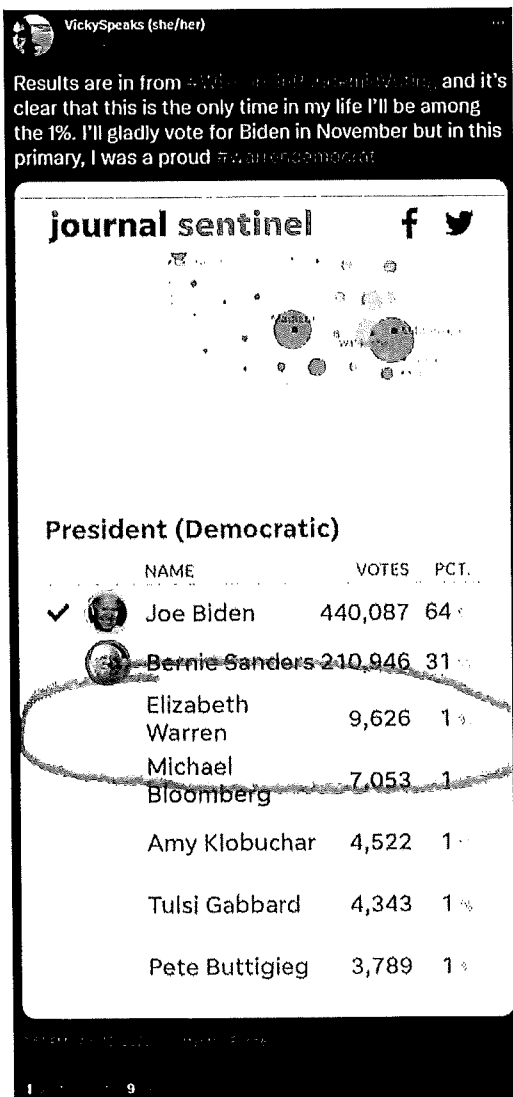 VickySpeaks (she/her)
Results are in from and it's
clear that this is the only time in my life I'll be among
the 1%. I'll gladly vote for Biden in November but in this
primary, I was a proud #warrendemocrat
journal sentinel
President (Democratic)
NAME VOTES PCT.
Joe Biden 440,087 64
Bernie Sanders 210,946 31
Elizabeth
Warren 9,626 1
Michael
Bloomberg 7,053 1
Amy Klobuchar 4,522 1
Tulsi Gabbard 4,343 1
Pete Buttigieg 3,789 1
1 9